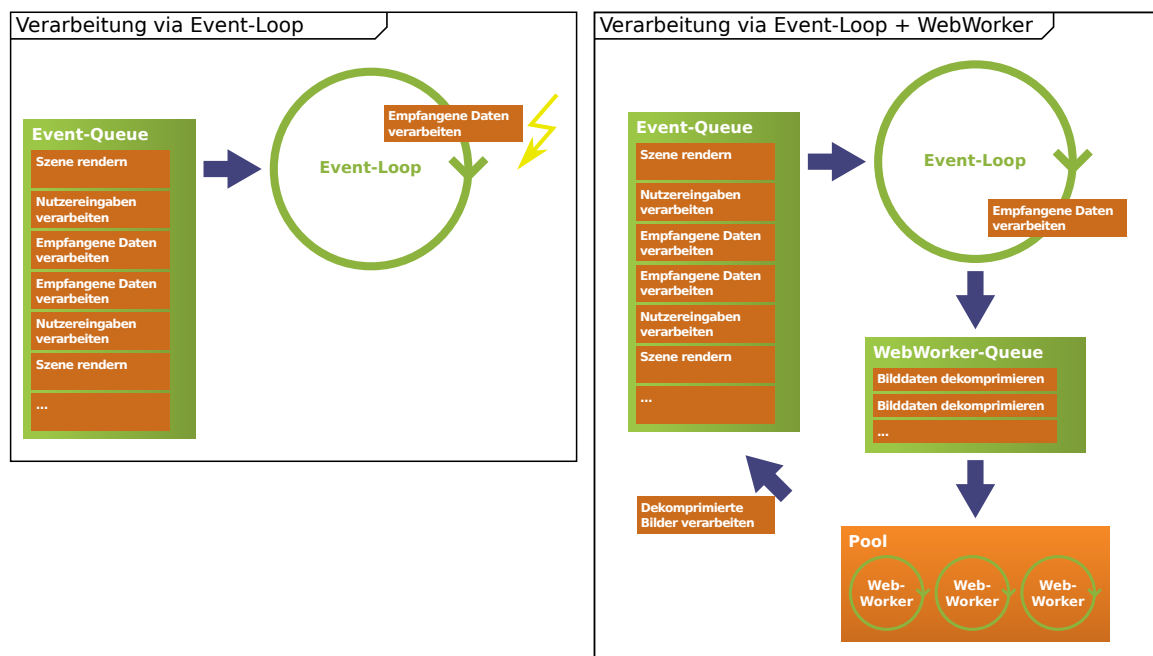 Verarbeitung via Event-Loop
Event-Queue
Szene rendern
Nutzereingaben
verarbeiten
Empfangene Daten
verarbeiten
Empfangene Daten
verarbeiten
Nutzereingaben
verarbeiten
Szene rendern
...
Event-Loop
Empfangene Daten
verarbeiten
Verarbeitung via Event-Loop + WebWorker
Event-Queue
Szene rendern
Nutzereingaben
verarbeiten
Empfangene Daten
verarbeiten
Empfangene Daten
verarbeiten
Nutzereingaben
verarbeiten
Szene rendern
...
Event-Loop
Empfangene Daten
verarbeiten
WebWorker-Queue
Bilddaten dekomprimieren
Bilddaten dekomprimieren
...
Dekomprimierte
Bilder verarbeiten
Pool
Web-
Worker
Web-
Worker
Web-
Worker